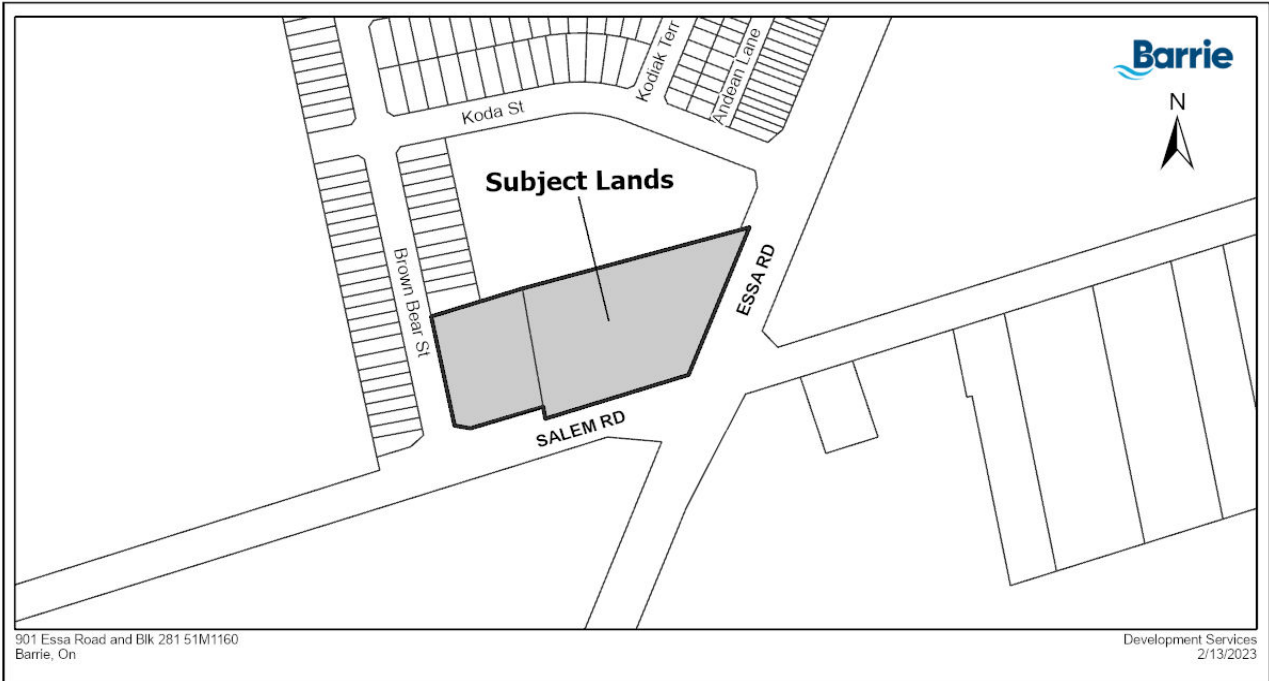 Barrie
N
Kodiak Terr
Andean Lane
Koda St
Subject Lands
Brown Bear St
ESSA RD
SALEM RD
901 Essa Road and Blk 281 51M1160
Barrie, On
Development Services
2/13/2023